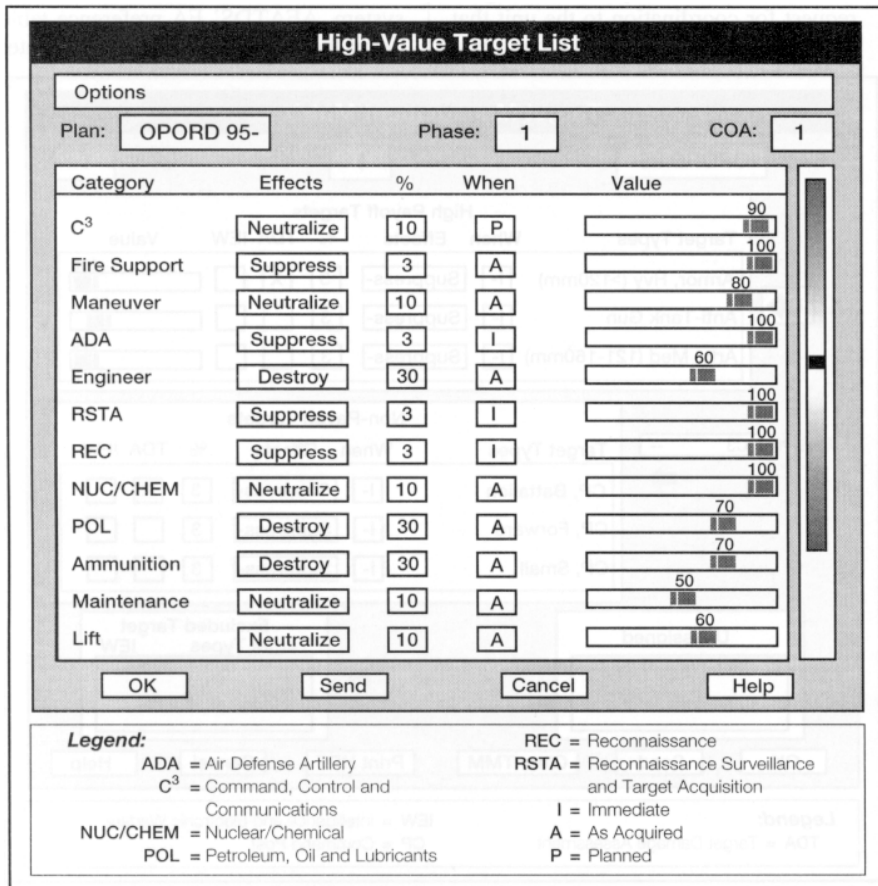 High-Value Target List
Options
Plan: OPORD 95- Phase: 1 COA: 1
Category Effects % When Value
C³ Neutralize 10 P 90
Fire Support Suppress 3 A 100
Maneuver Neutralize 10 A 80
ADA Suppress 3 I 100
Engineer Destroy 30 A 60
RSTA Suppress 3 I 100
REC Suppress 3 I 100
NUC/CHEM Neutralize 10 A 100
POL Destroy 30 A 70
Ammunition Destroy 30 A 70
Maintenance Neutralize 10 A 50
Lift Neutralize 10 A 60
OK Send Cancel Help
Legend:
ADA = Air Defense Artillery
C³ = Command, Control and
Communications
NUC/CHEM = Nuclear/Chemical
POL = Petroleum, Oil and Lubricants
REC = Reconnaissance
RSTA = Reconnaissance Surveillance
and Target Acquisition
I = Immediate
A = As Acquired
P = Planned